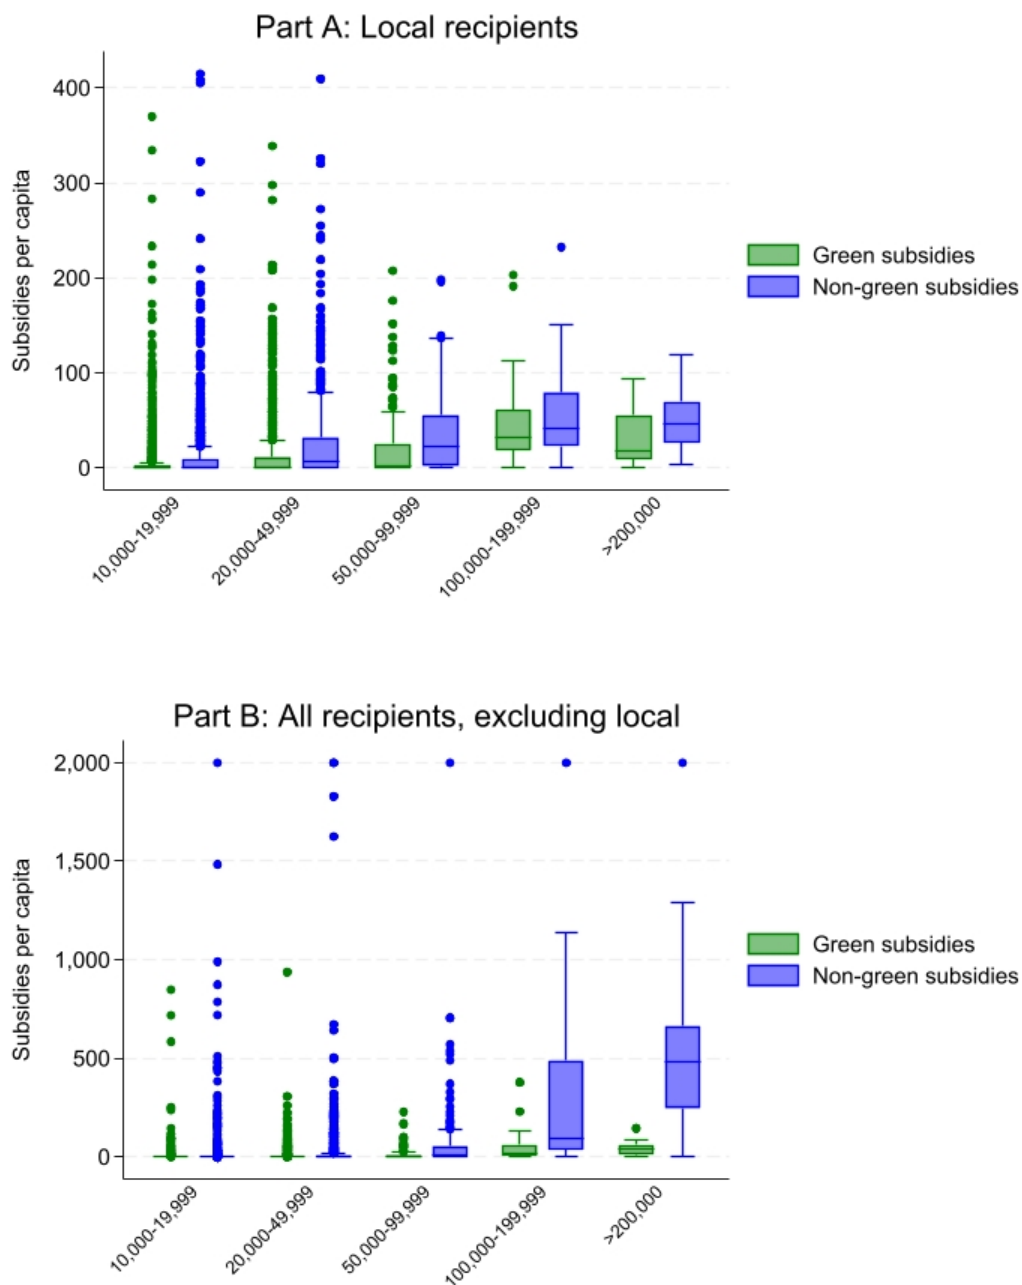 Part A: Local recipients
Subsidies per capita
400
300
200
100
0
10,000-19,999
20,000-49,999
50,000-99,999
100,000-199,999
>200,000
Green subsidies
Non-green subsidies
Part B: All recipients, excluding local
Subsidies per capita
2,000
1,500
1,000
500
0
10,000-19,999
20,000-49,999
50,000-99,999
100,000-199,999
>200,000
Green subsidies
Non-green subsidies